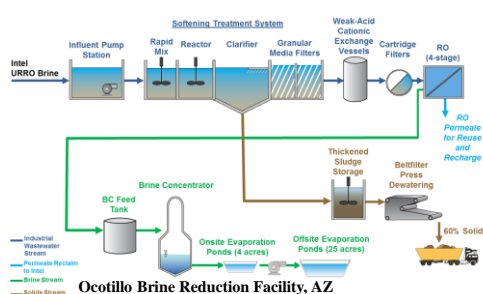 Softening Treatment System
Influent Pump
Station
Rapid
Mix
Reactor
Clarifier
Granular
Media Filters
Weak-Acid
Cationic
Exchange
Vessels
Cartridge
Filters
RO
(4-stage)
Intel
URRO Brine
RO
Permeate
for Reuse
and
Recharge
Thickened
Sludge
Storage
Beltfilter
Press
Dewatering
60% Solid
BC Feed
Tank
Brine Concentrator
Onsite Evaporation
Ponds (4 acres)
Offsite Evaporation
Ponds (25 acres)
Industrial
Wastewater
Stream
Permeate Reclaim
to Intel
Brine Stream
Solids Stream
Ocotillo Brine Reduction Facility, AZ